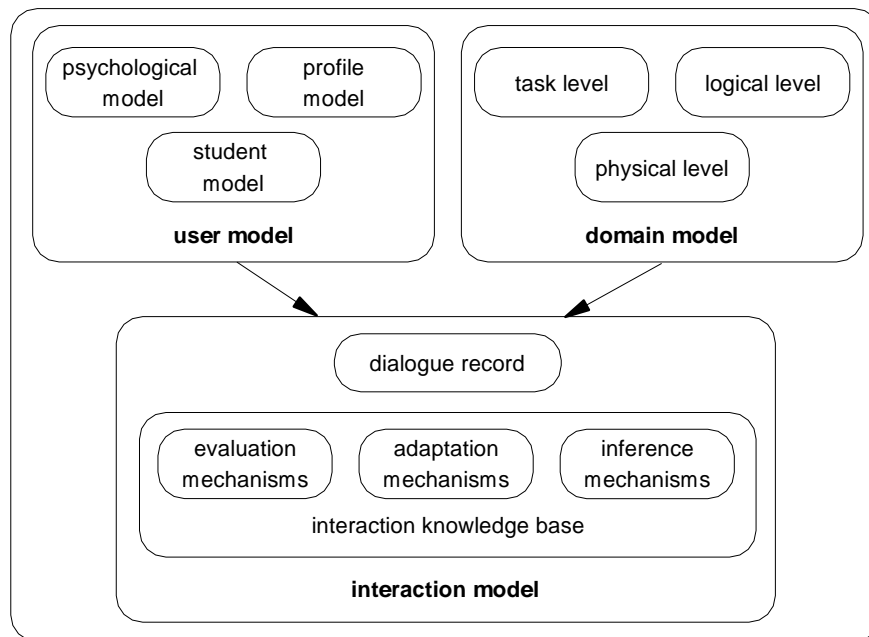 psychological
model
profile
model
student
model
user model
task level
logical level
physical level
domain model
dialogue record
evaluation
mechanisms
adaptation
mechanisms
inference
mechanisms
interaction knowledge base
interaction model